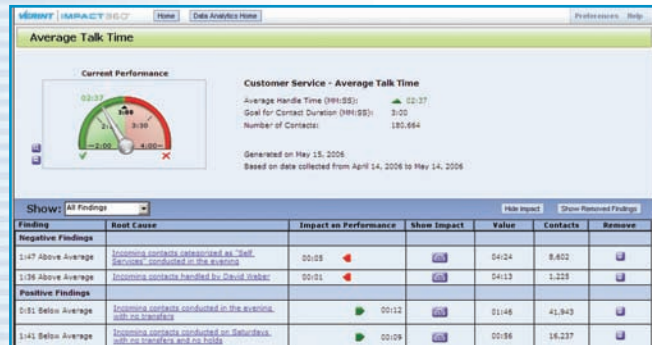 VERINT IMPACT360° Home Data Analytics Home Preferences Help
Average Talk Time
Current Performance
02:37
3:00
3:30
2:00 4:00
Customer Service - Average Talk Time
Average Handle Time (MM:SS): 02:37
Goal for Contact Duration (MM:SS): 3:00
Number of Contacts: 180,664
Generated on May 15, 2006
Based on data collected from April 14, 2006 to May 14, 2006
Show: All Findings Hide Impact Show Removed Findings
Finding Root Cause Impact on Performance Show Impact Value Contacts Remove
Negative Findings
1:47 Above Average Incoming contacts categorized as "Self Services" conducted in the evening 00:05 04:24 8,602
1:36 Above Average Incoming contacts handled by David Weber 00:01 04:13 1,225
Positive Findings
0:51 Below Average Incoming contacts conducted in the evening with no transfers 00:12 01:46 41,943
1:41 Below Average Incoming contacts conducted on Saturdays with no transfers and no holds 00:09 00:56 16,237